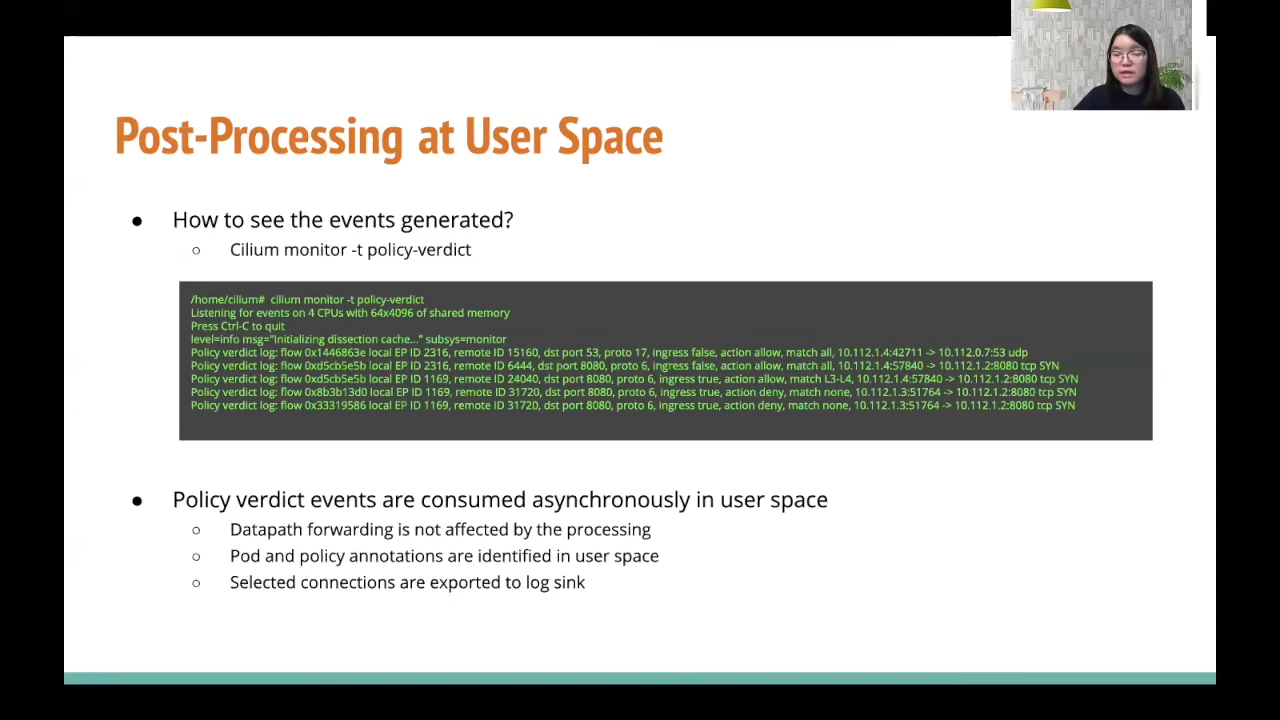 Post-Processing at User Space
● How to see the events generated?
○ Cilium monitor -t policy-verdict
/home/cilium# cilium monitor -t policy-verdict
Listening for events on 4 CPUs with 64x4096 of shared memory
Press Ctrl-C to quit
level=info msg="Initializing dissection cache..." subsys=monitor
Policy verdict log: flow 0x1446863e local EP ID 2316, remote ID 15160, dst port 53, proto 17, ingress false, action allow, match all, 10.112.1.4:42711 -> 10.112.0.7:53 udp
Policy verdict log: flow 0xd5cb5e5b local EP ID 2316, remote ID 6444, dst port 8080, proto 6, ingress false, action allow, match all, 10.112.1.4:57840 -> 10.112.1.2:8080 tcp SYN
Policy verdict log: flow 0xd5cb5e5b local EP ID 1169, remote ID 24040, dst port 8080, proto 6, ingress true, action allow, match L3-L4, 10.112.1.4:57840 -> 10.112.1.2:8080 tcp SYN
Policy verdict log: flow 0x8b3b13d0 local EP ID 1169, remote ID 31720, dst port 8080, proto 6, ingress true, action deny, match none, 10.112.1.3:51764 -> 10.112.1.2:8080 tcp SYN
Policy verdict log: flow 0x33319586 local EP ID 1169, remote ID 31720, dst port 8080, proto 6, ingress true, action deny, match none, 10.112.1.3:51764 -> 10.112.1.2:8080 tcp SYN
● Policy verdict events are consumed asynchronously in user space
○ Datapath forwarding is not affected by the processing
○ Pod and policy annotations are identified in user space
○ Selected connections are exported to log sink